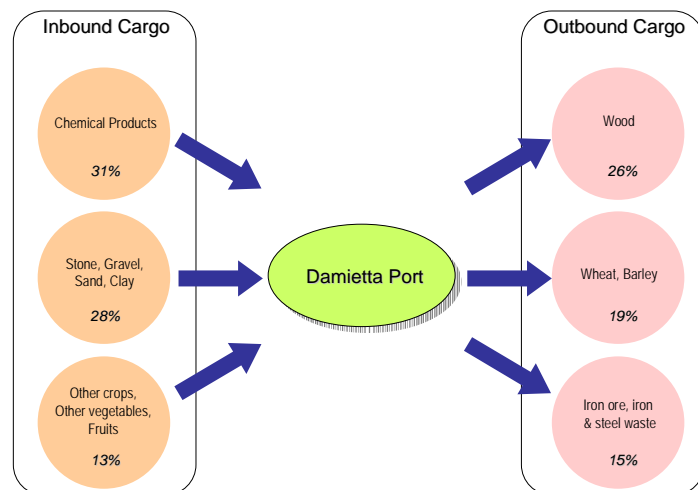 Inbound Cargo
Chemical Products
31%
Stone, Gravel,
Sand, Clay
28%
Other crops,
Other vegetables,
Fruits
13%
Damietta Port
Outbound Cargo
Wood
26%
Wheat, Barley
19%
Iron ore, iron
& steel waste
15%